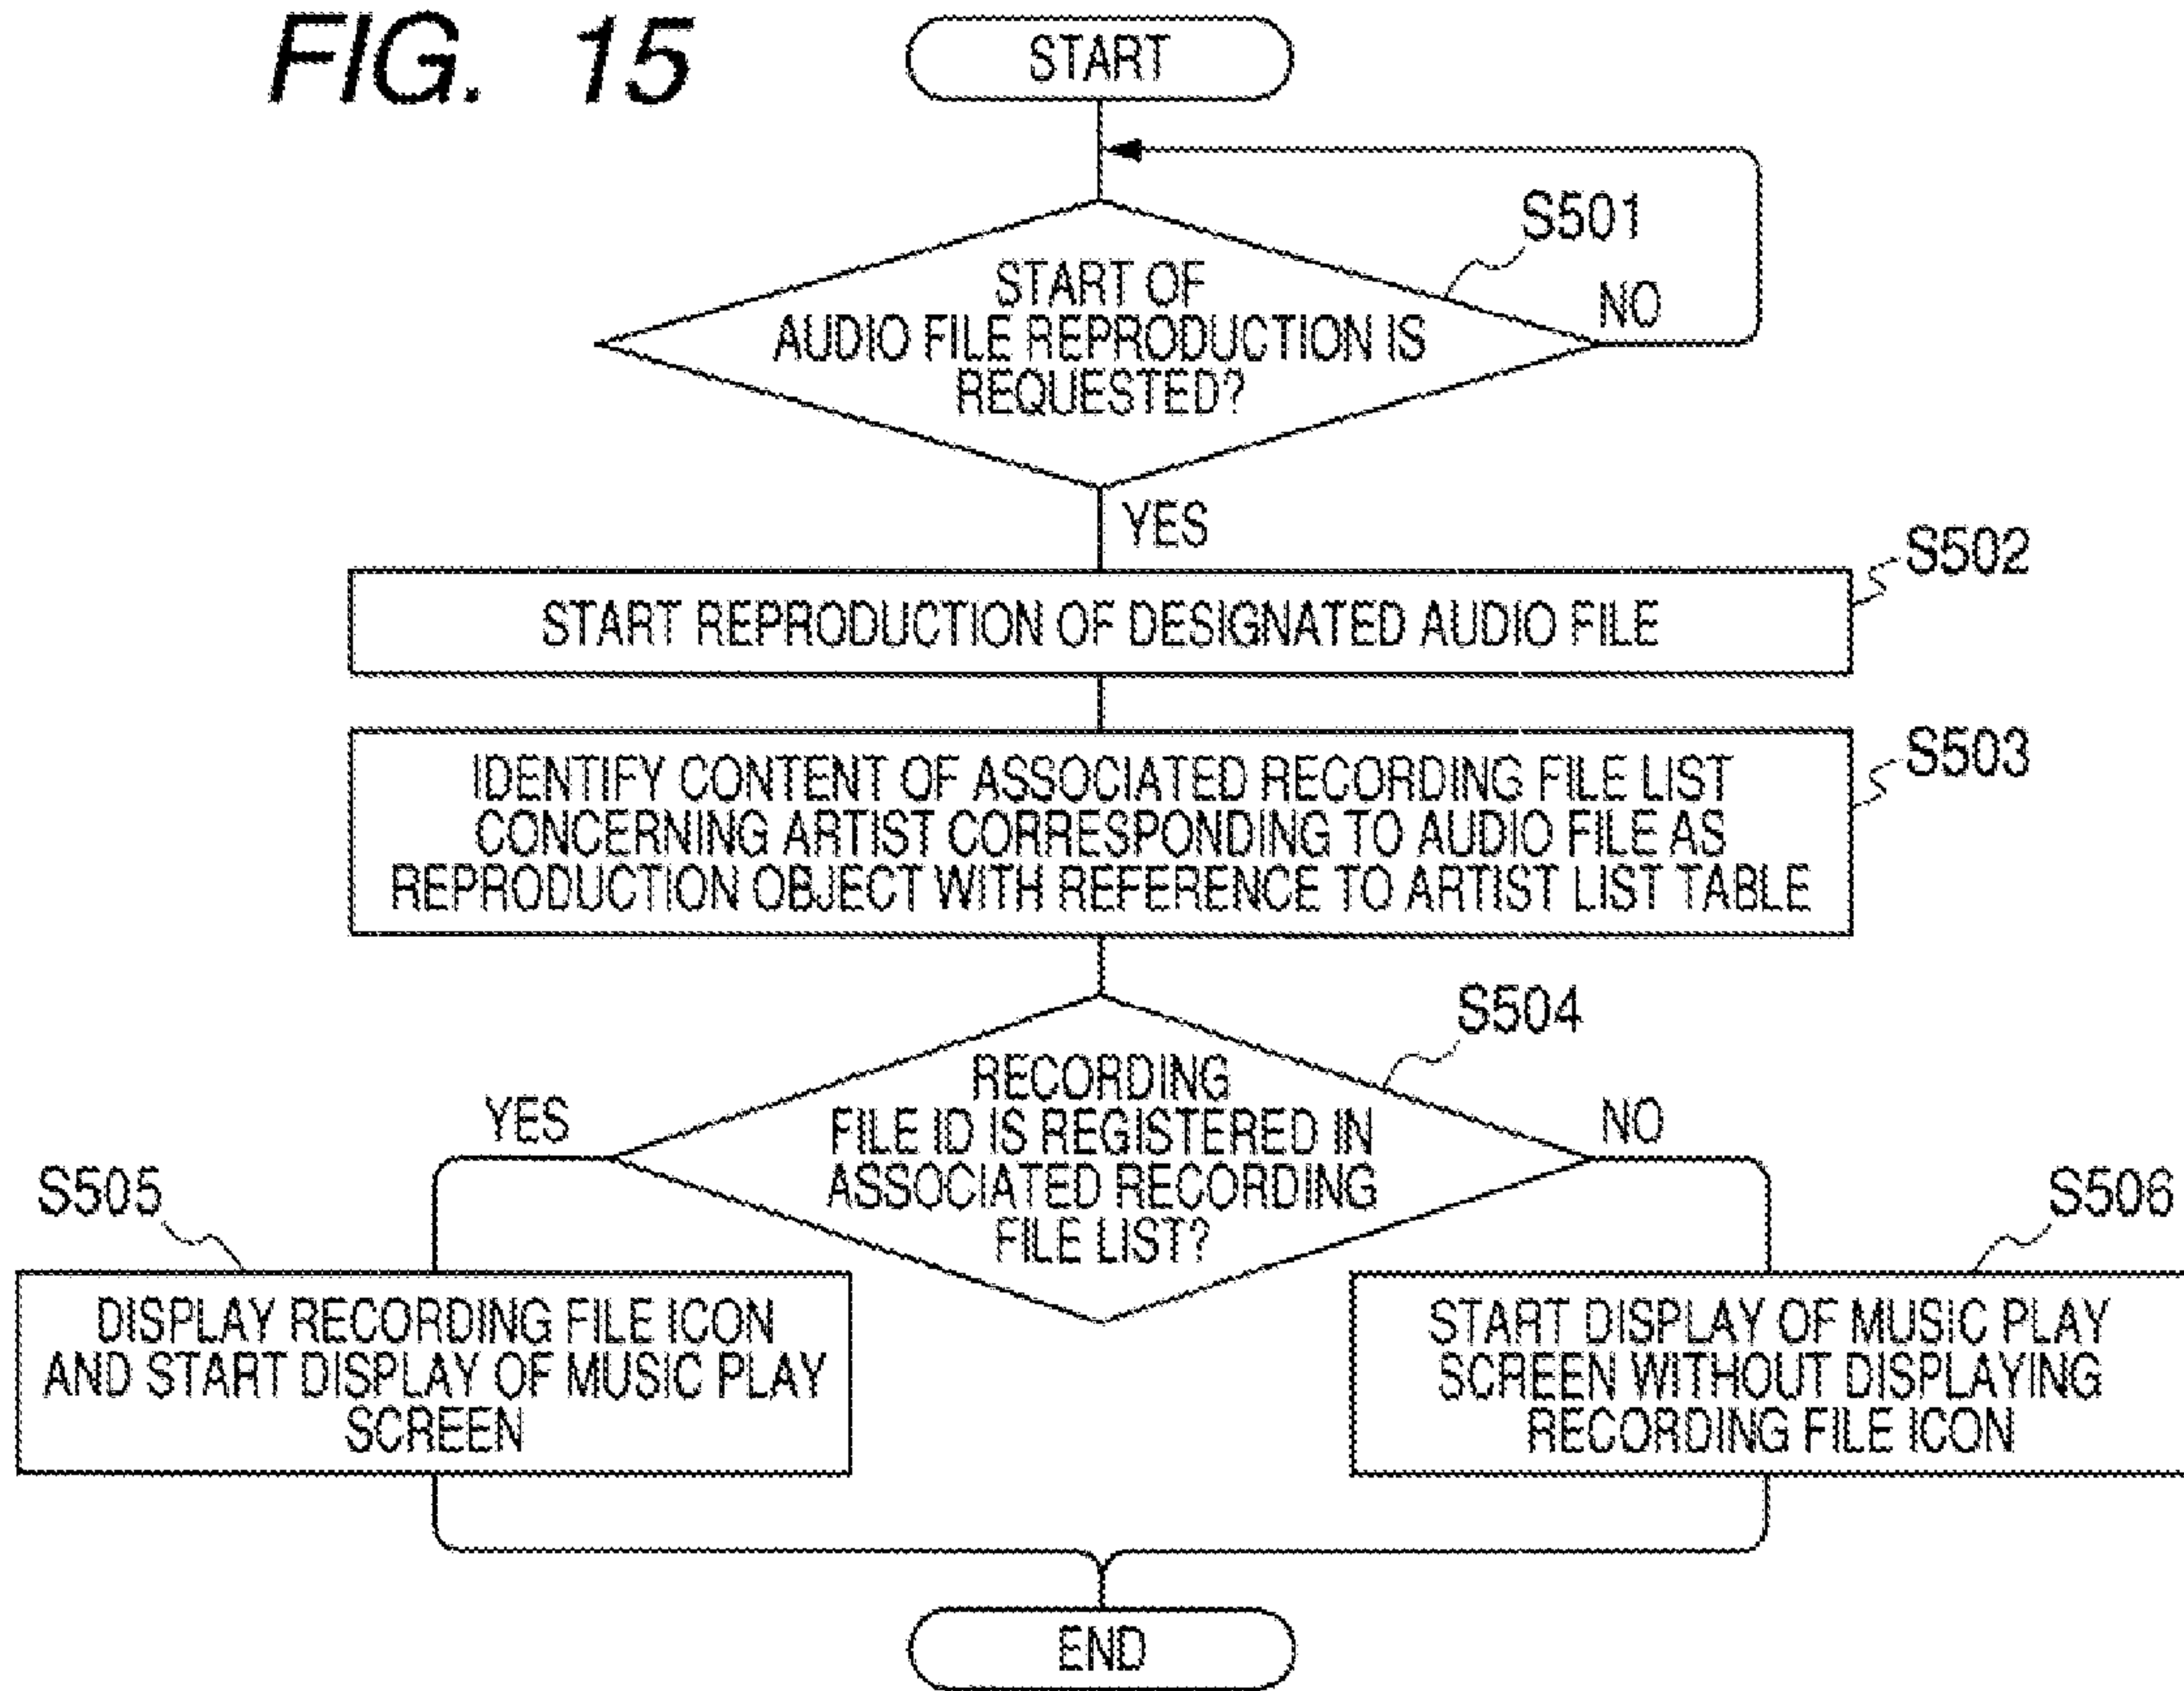 FIG. 15
START
S501
START OF
AUDIO FILE REPRODUCTION IS
REQUESTED?
NO
YES
S502
START REPRODUCTION OF DESIGNATED AUDIO FILE
S503
IDENTIFY CONTENT OF ASSOCIATED RECORDING FILE LIST
CONCERNING ARTIST CORRESPONDING TO AUDIO FILE AS
REPRODUCTION OBJECT WITH REFERENCE TO ARTIST LIST TABLE
S504
RECORDING
FILE ID IS REGISTERED IN
ASSOCIATED RECORDING
FILE LIST?
YES
NO
S505
DISPLAY RECORDING FILE ICON
AND START DISPLAY OF MUSIC PLAY
SCREEN
S506
START DISPLAY OF MUSIC PLAY
SCREEN WITHOUT DISPLAYING
RECORDING FILE ICON
END